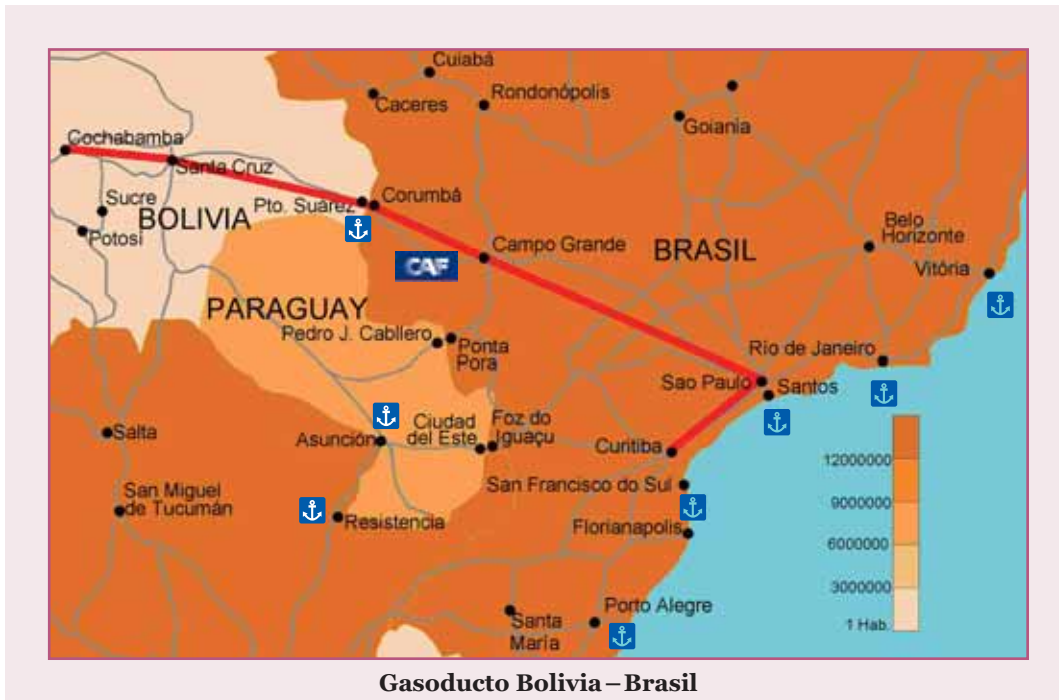 Cuiabá
Caceres
Rondonópolis
Goiania
Cochabamba
Santa Cruz
Sucre
Pto. Suárez
Corumbá
BOLIVIA
Potosí
Belo
Horizonte
Campo Grande
BRASIL
Vitória
CAF
PARAGUAY
Pedro J. Cabllero
Ponta
Pora
Río de Janeiro
Sao Paulo
Santos
Ciudad
del Este
Foz do
Iguaçu
Salta
Asunción
Curitiba
12000000
San Francisco do Sul
San Miguel
de Tucumán
9000000
Resistencia
Florianapolis
6000000
3000000
Porto Alegre
Santa
María
1 Hab.
Gasoducto Bolivia–Brasil